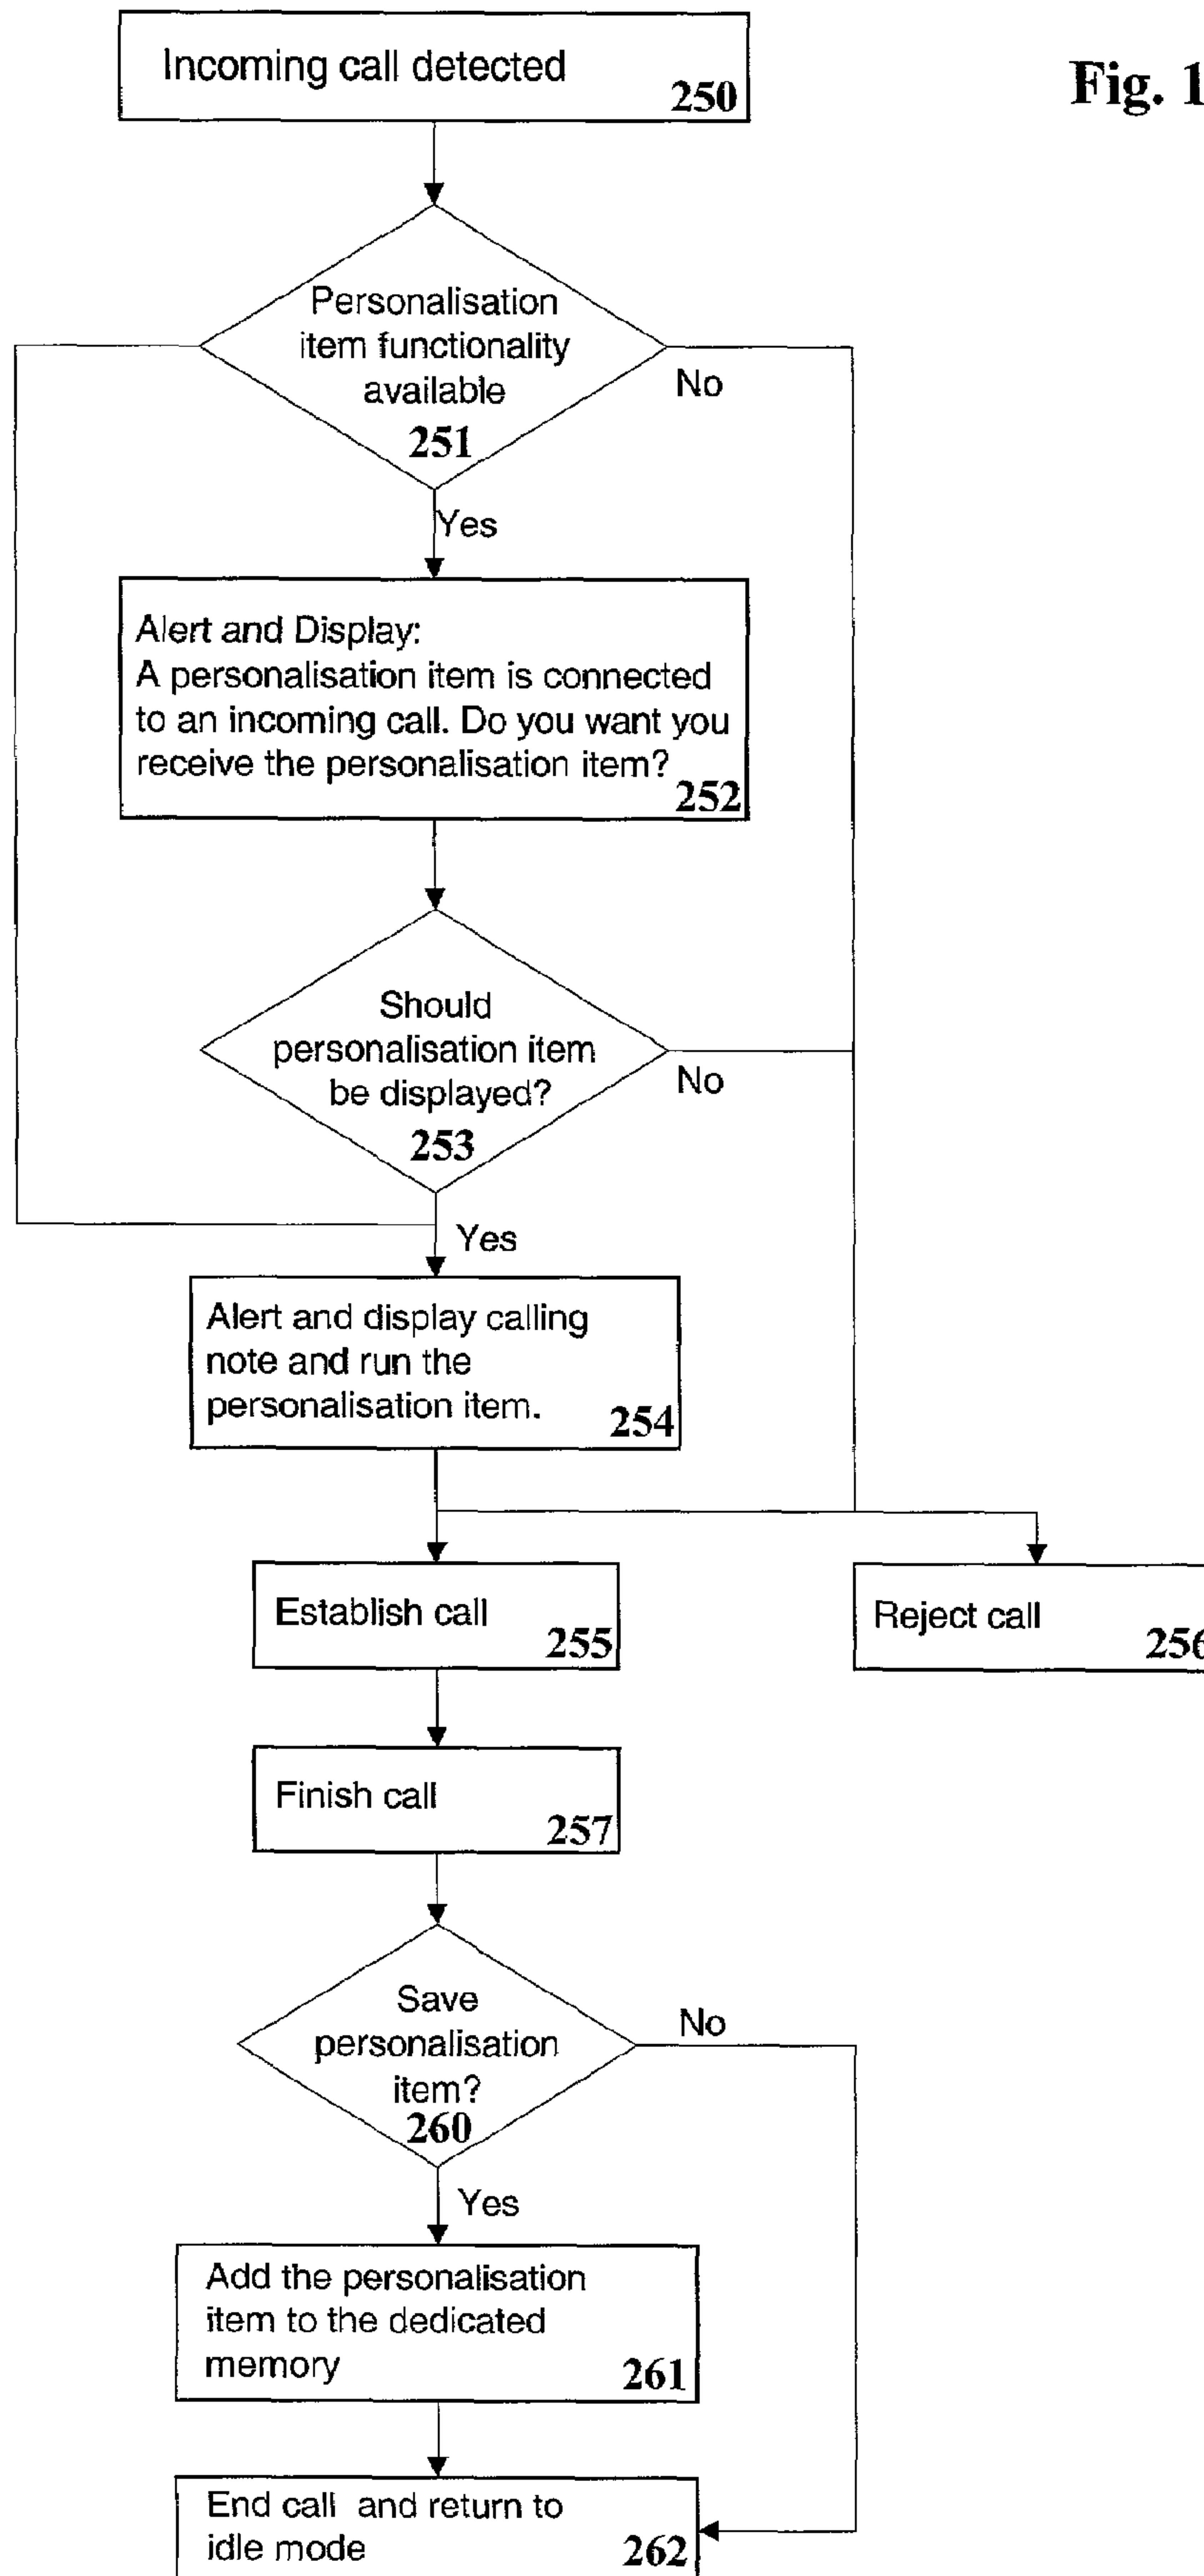 Incoming call detected
250
Fig. 1
Personalisation
item functionality
available
251
No
Yes
Alert and Display:
A personalisation item is connected
to an incoming call. Do you want you
receive the personalisation item?
252
Should
personalisation item
be displayed?
253
No
Yes
Alert and display calling
note and run the
personalisation item.
254
Establish call
255
Reject call
256
Finish call
257
Save
personalisation
item?
260
No
Yes
Add the personalisation
item to the dedicated
memory
261
End call and return to
idle mode
262